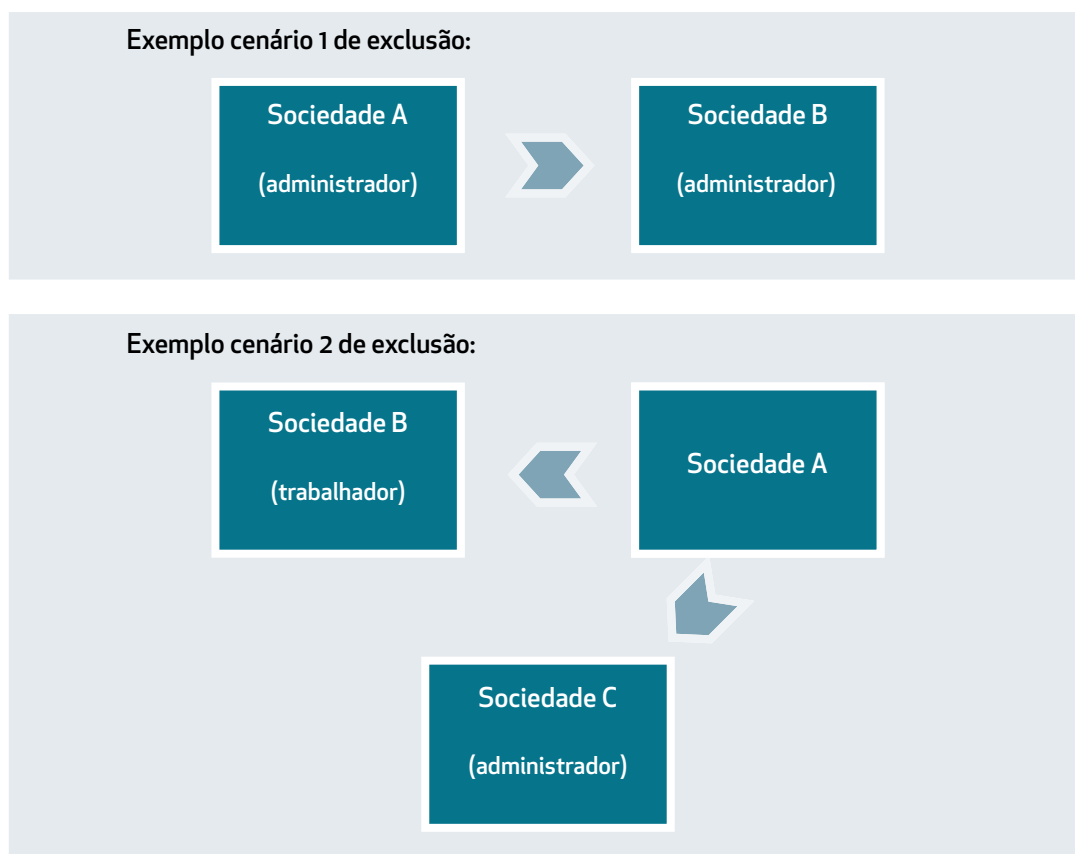 Exemplo cenário 1 de exclusão:
Sociedade A
(administrador)
Sociedade B
(administrador)
Exemplo cenário 2 de exclusão:
Sociedade B
(trabalhador)
Sociedade A
Sociedade C
(administrador)